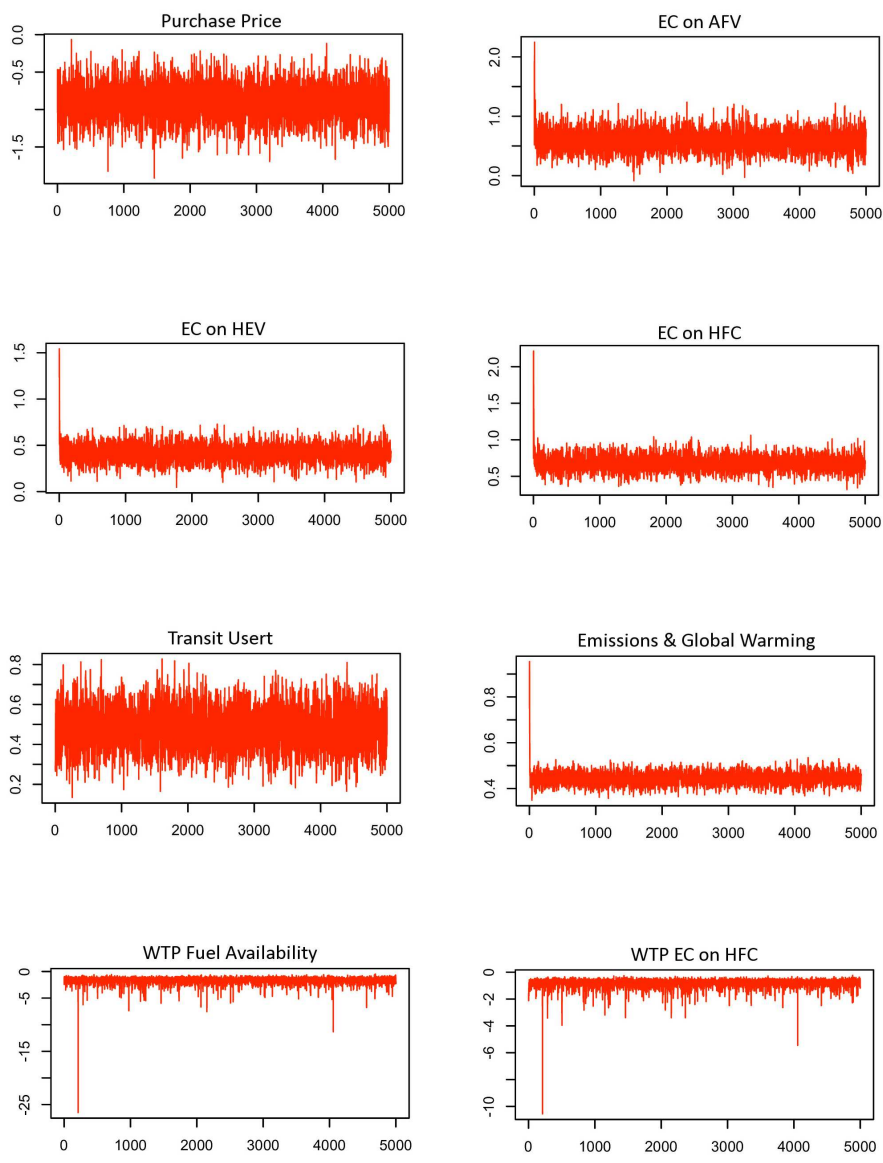 Purchase Price
0.0
-0.5
-1.5
0 1000 2000 3000 4000 5000
EC on AFV
2.0
1.0
0.0
0 1000 2000 3000 4000 5000
EC on HEV
1.5
1.0
0.5
0.0
0 1000 2000 3000 4000 5000
EC on HFC
2.0
1.5
1.0
0.5
0 1000 2000 3000 4000 5000
Transit Usert
0.8
0.6
0.4
0.2
0 1000 2000 3000 4000 5000
Emissions & Global Warming
0.8
0.6
0.4
0 1000 2000 3000 4000 5000
WTP Fuel Availability
0
-5
-15
-25
0 1000 2000 3000 4000 5000
WTP EC on HFC
0
-2
-4
-6
-10
0 1000 2000 3000 4000 5000